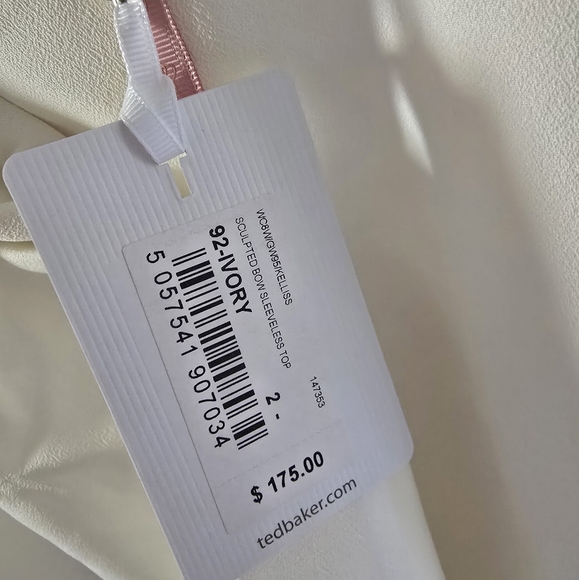 WC8W/GW95/KELLISS
SCULPTED BOW SLEEVELESS TOP
147353
92-IVORY
2 -
5 057541 907034
$ 175.00
tedbaker.com